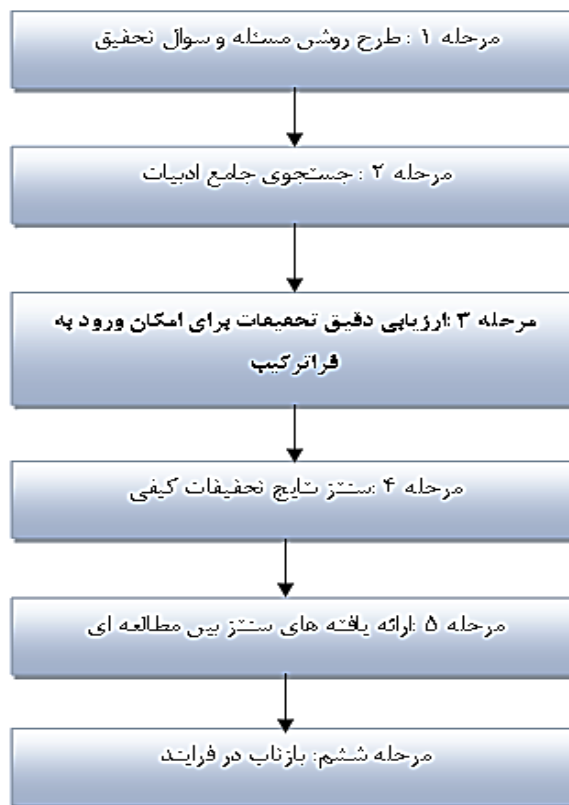 مرحله ۱ : طرح روشی مسئله و سوال تحقیق
مرحله ۲ : جستجوی جامع ادبیات
مرحله ۳ :ارزیابی دقیق تحقیقات برای امکان ورود به
فراترکیب
مرحله ۴ :سنتز نتایج تحقیقات کیفی
مرحله ۵ :ارائه یافته های سنتز بین مطالعه ای
مرحله ششم: بازتاب در فرایند